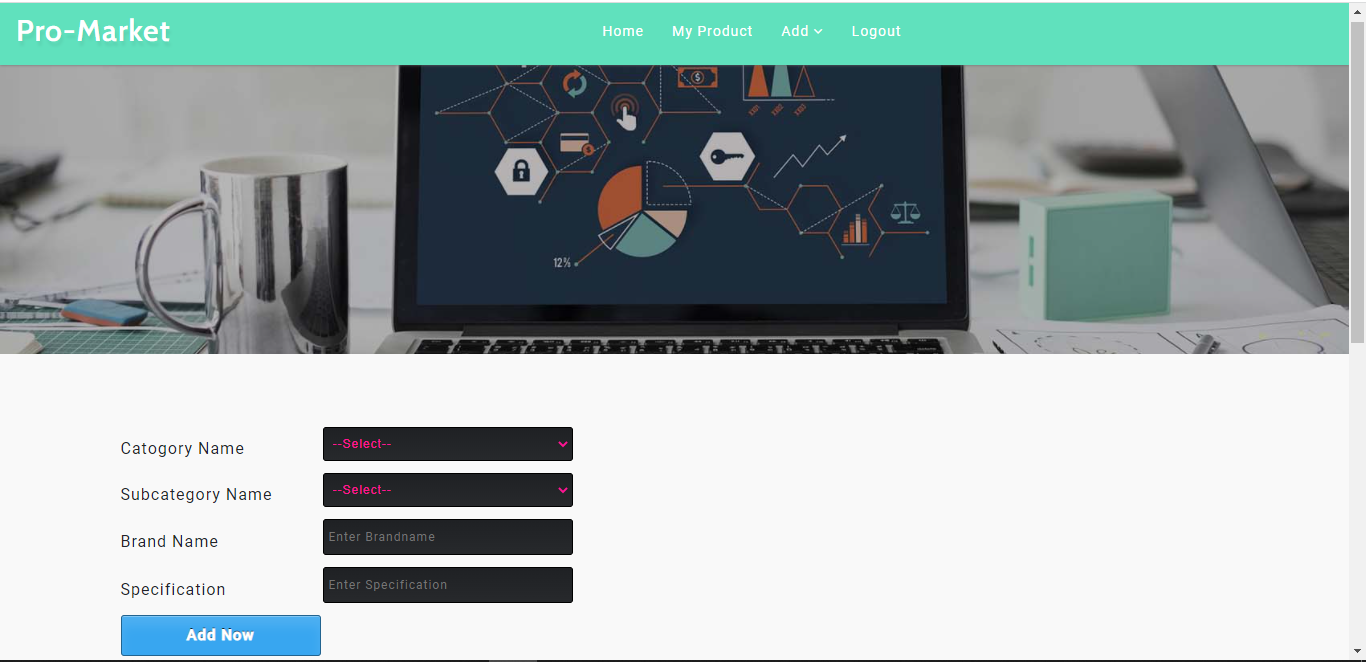 Pro-Market
Home My Product Add Logout
12%
Catogory Name --Select--
Subcategory Name --Select--
Brand Name Enter Brandname
Specification Enter Specification
Add Now